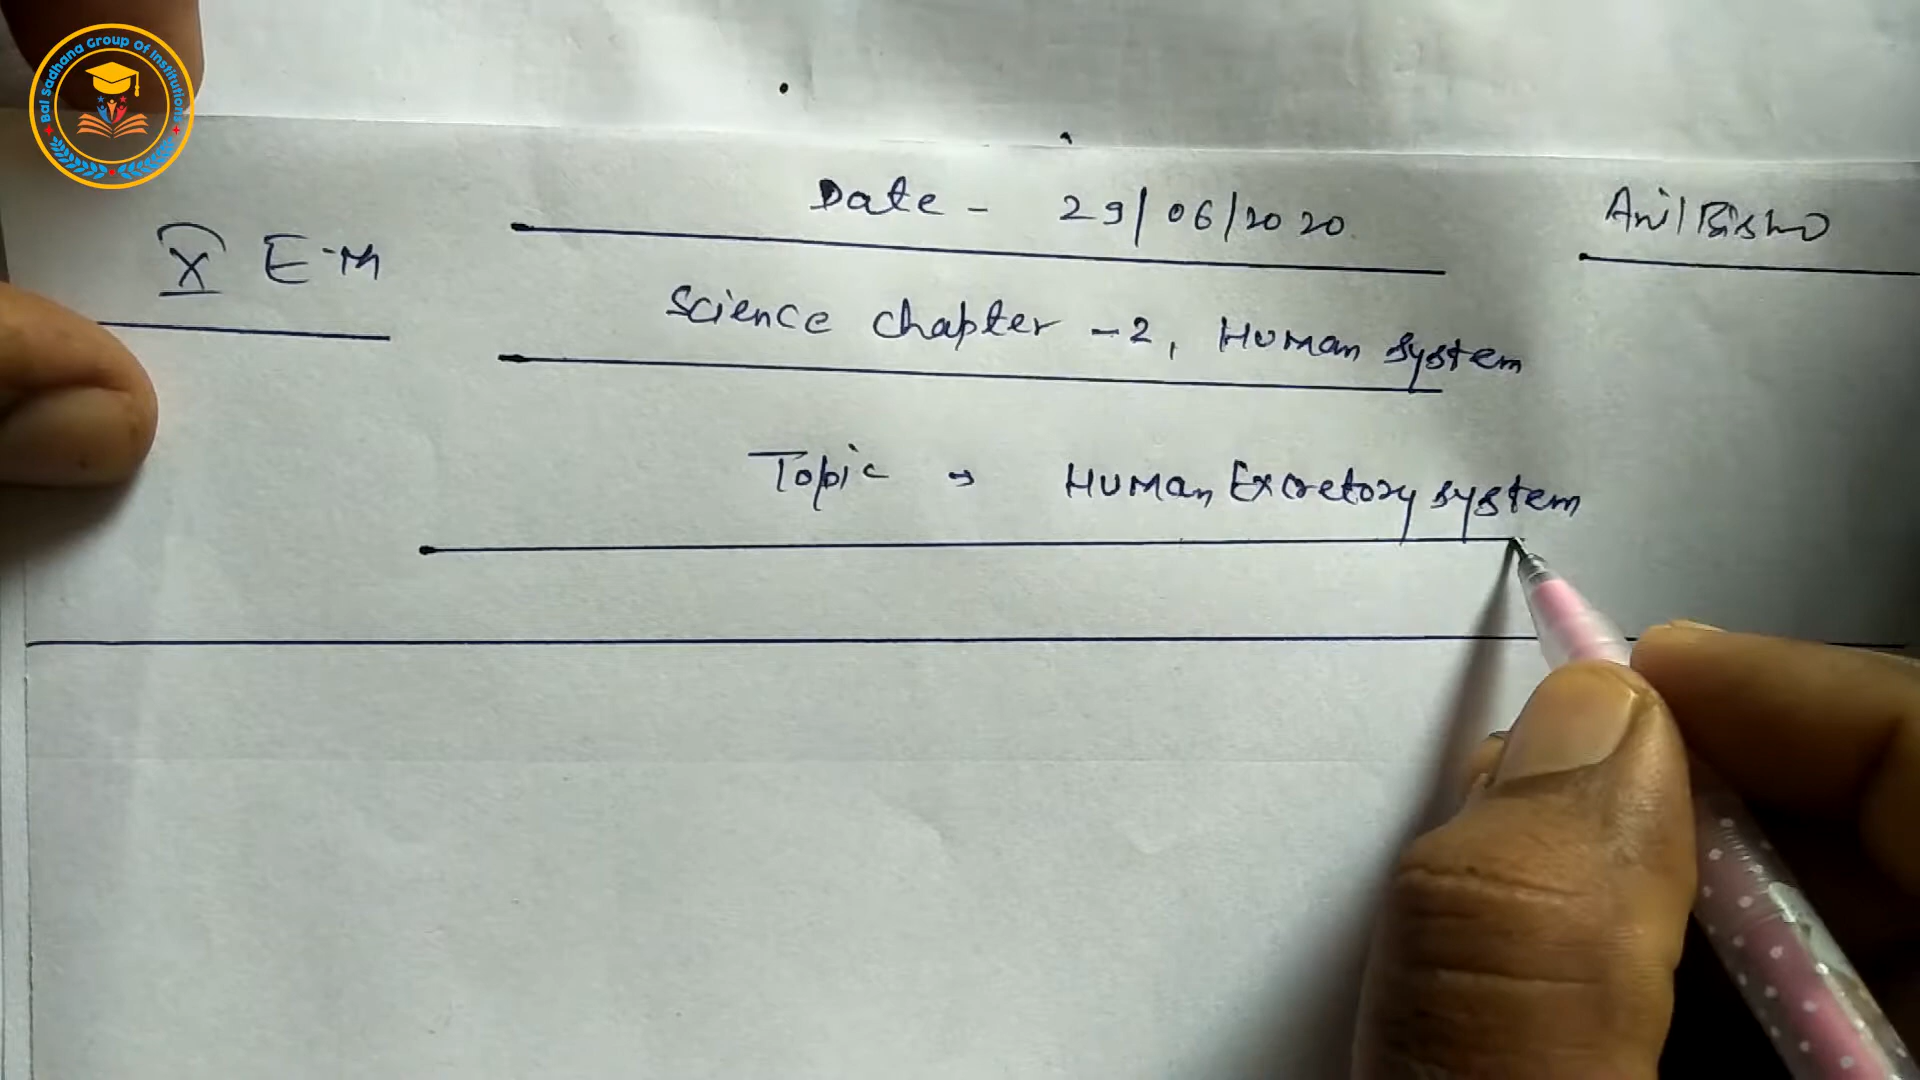 Bal Sadhana Group Of Institutions
Date - 29/06/2020
Anil
X E-M
Science chapter -2, Human system
Topic → Human Excretory system